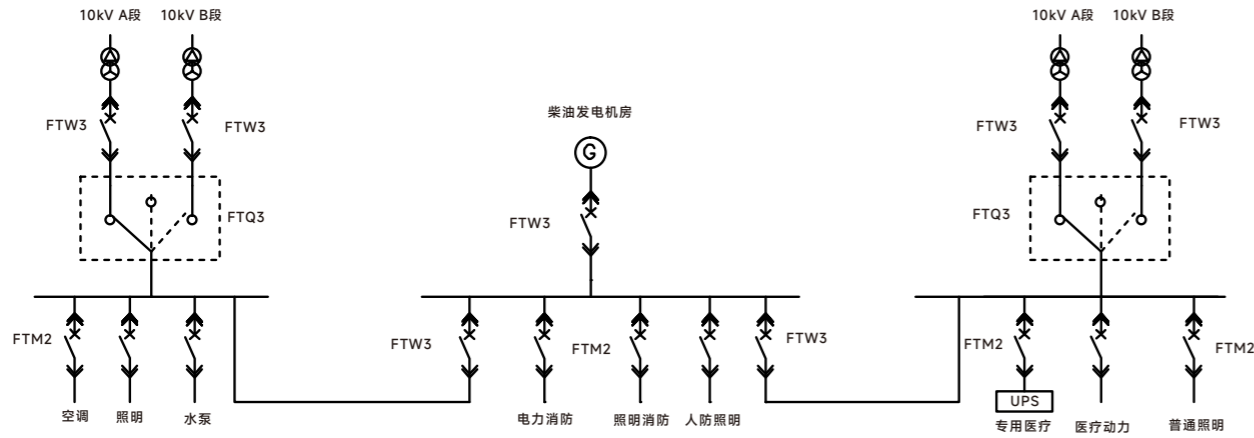 10kV A段
10kV B段
10kV A段
10kV B段
柴油发电机房
FTW3
FTW3
G
FTW3
FTW3
FTQ3
FTW3
FTQ3
FTM2
FTW3
FTM2
FTW3
FTM2
FTM2
UPS
空调
照明
水泵
电力消防
照明消防
人防照明
专用医疗
医疗动力
普通照明